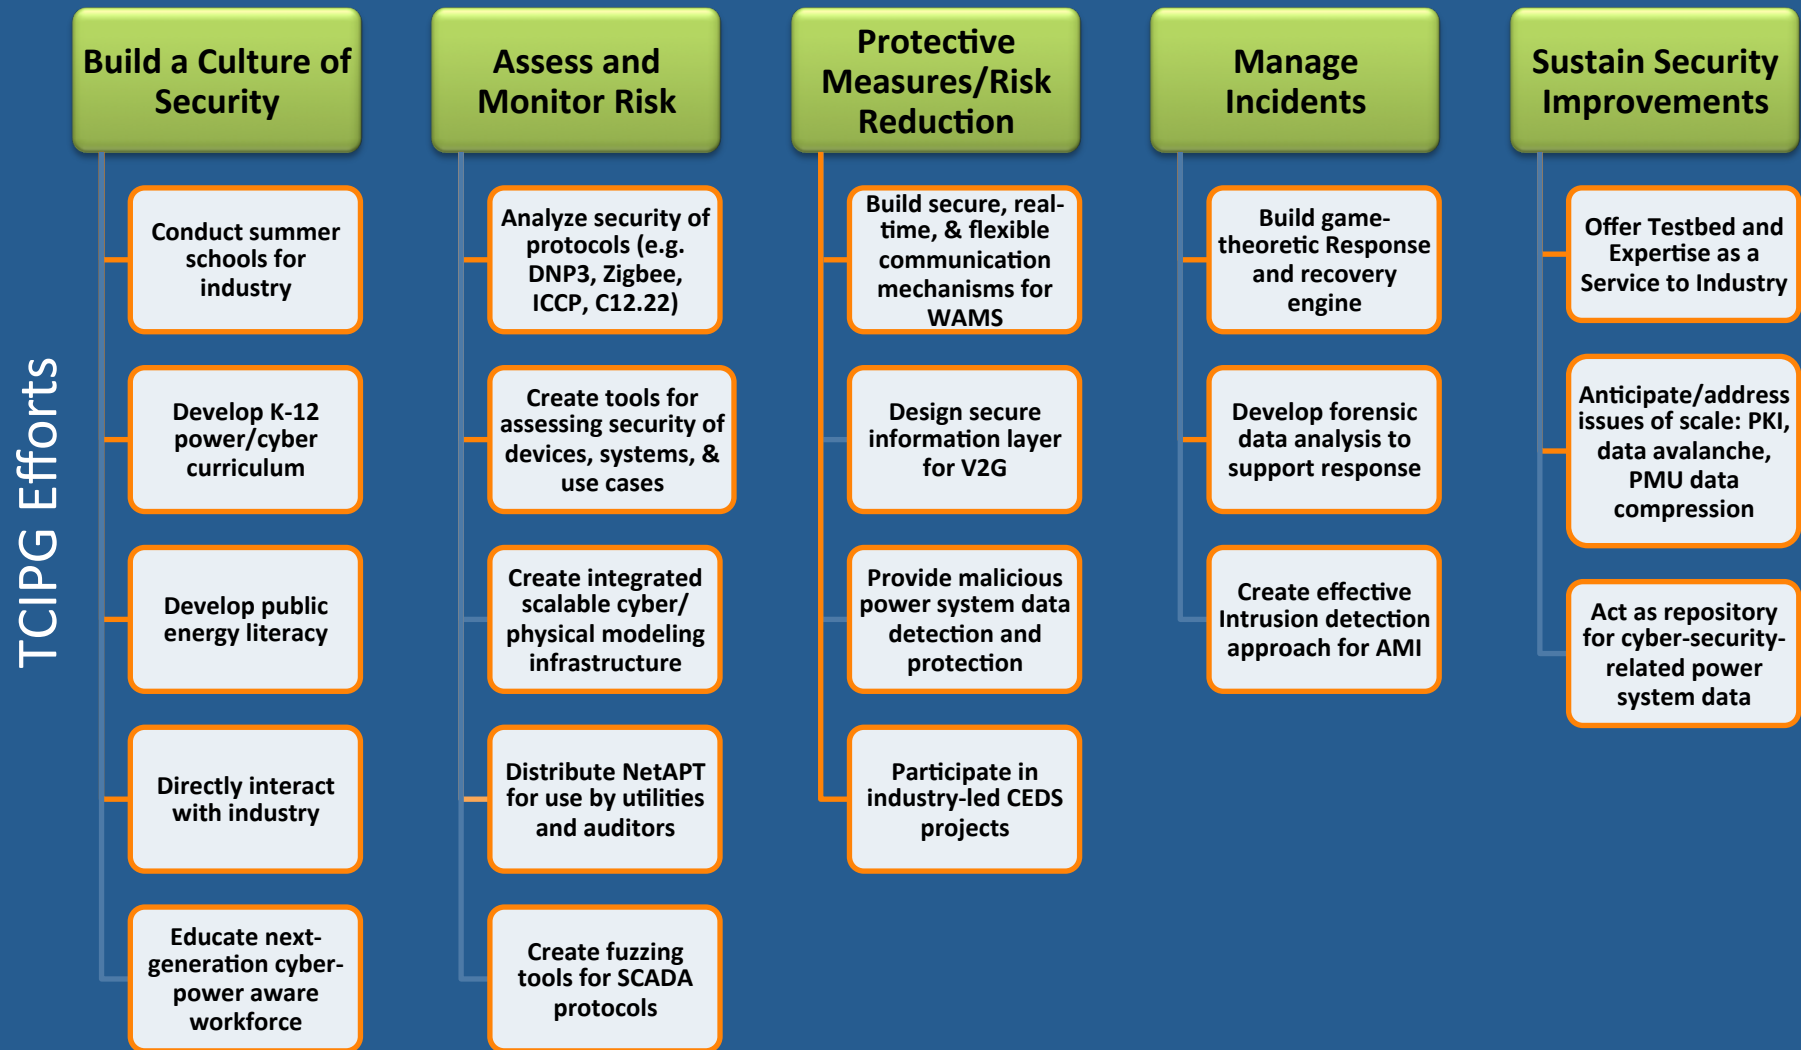 TCIPG Efforts
Build a Culture of
Security
Conduct summer
schools for
industry
Develop K-12
power/cyber
curriculum
Develop public
energy literacy
Directly interact
with industry
Educate next-
generation cyber-
power aware
workforce
Assess and
Monitor Risk
Analyze security of
protocols (e.g.
DNP3, Zigbee,
ICCP, C12.22)
Create tools for
assessing security of
devices, systems, &
use cases
Create integrated
scalable cyber/
physical modeling
infrastructure
Distribute NetAPT
for use by utilities
and auditors
Create fuzzing
tools for SCADA
protocols
Protective
Measures/Risk
Reduction
Build secure, real-
time, & flexible
communication
mechanisms for
WAMS
Design secure
information layer
for V2G
Provide malicious
power system data
detection and
protection
Participate in
industry-led CEDS
projects
Manage
Incidents
Build game-
theoretic Response
and recovery
engine
Develop forensic
data analysis to
support response
Create effective
Intrusion detection
approach for AMI
Sustain Security
Improvements
Offer Testbed and
Expertise as a
Service to Industry
Anticipate/address
issues of scale: PKI,
data avalanche,
PMU data
compression
Act as repository
for cyber-security-
related power
system data